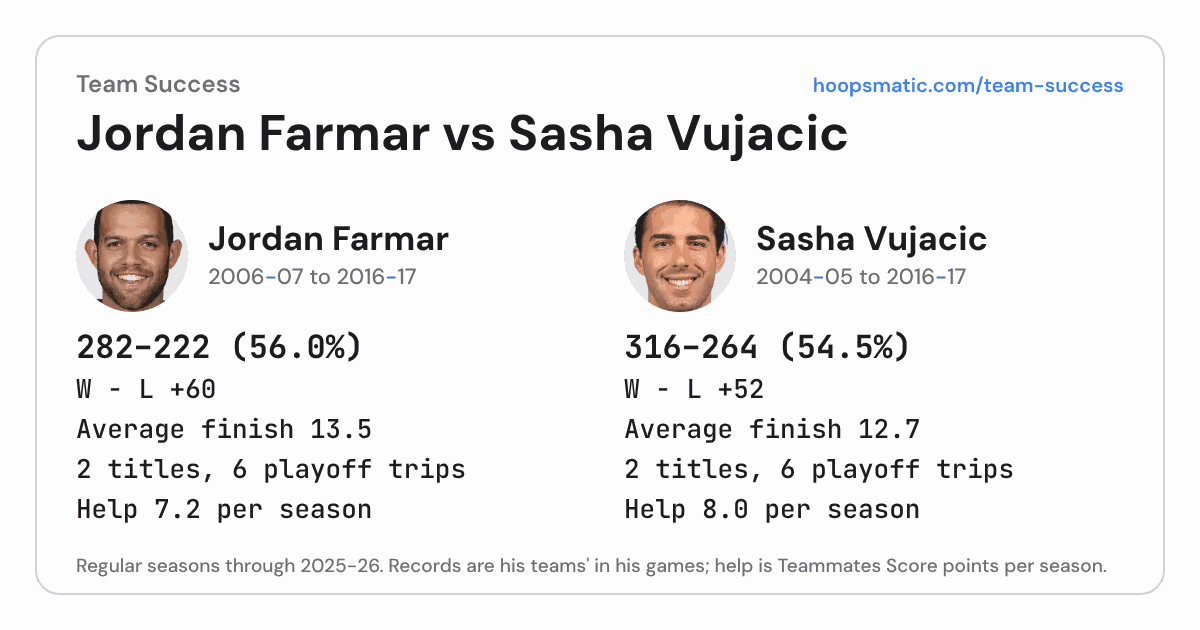 Team Success
hoopsmatic.com/team-success
Jordan Farmar vs Sasha Vujacic
Jordan Farmar
2006-07 to 2016-17
282-222 (56.0%)
W - L +60
Average finish 13.5
2 titles, 6 playoff trips
Help 7.2 per season
Sasha Vujacic
2004-05 to 2016-17
316-264 (54.5%)
W - L +52
Average finish 12.7
2 titles, 6 playoff trips
Help 8.0 per season
Regular seasons through 2025-26. Records are his teams' in his games; help is Teammates Score points per season.